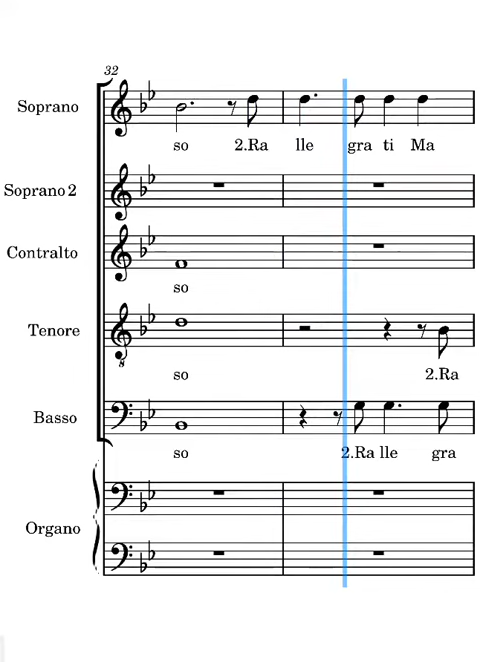 32
Soprano
so 2.Ra lle gra ti Ma
Soprano 2
Contralto
so
Tenore
so 2.Ra
Basso
so 2.Ra lle gra
Organo